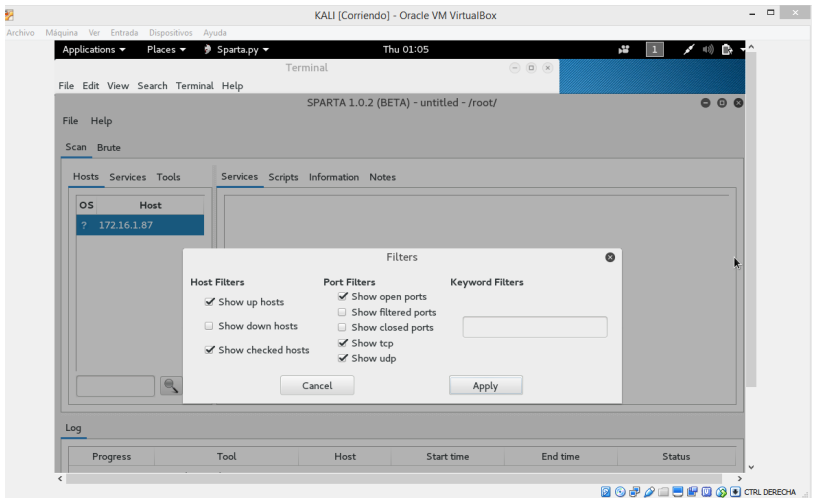 KALI [Corriendo] - Oracle VM VirtualBox
Archivo Máquina Ver Entrada Dispositivos Ayuda
Applications Places Sparta.py Thu 01:05 1
Terminal
File Edit View Search Terminal Help
SPARTA 1.0.2 (BETA) - untitled - /root/
File Help
Scan Brute
Hosts Services Tools Services Scripts Information Notes
OS Host
? 172.16.1.87
Filters
Host Filters Port Filters Keyword Filters
Show up hosts
Show down hosts
Show checked hosts
Show open ports
Show filtered ports
Show closed ports
Show tcp
Show udp
Cancel Apply
Log
Progress Tool Host Start time End time Status
CTRL DERECHA